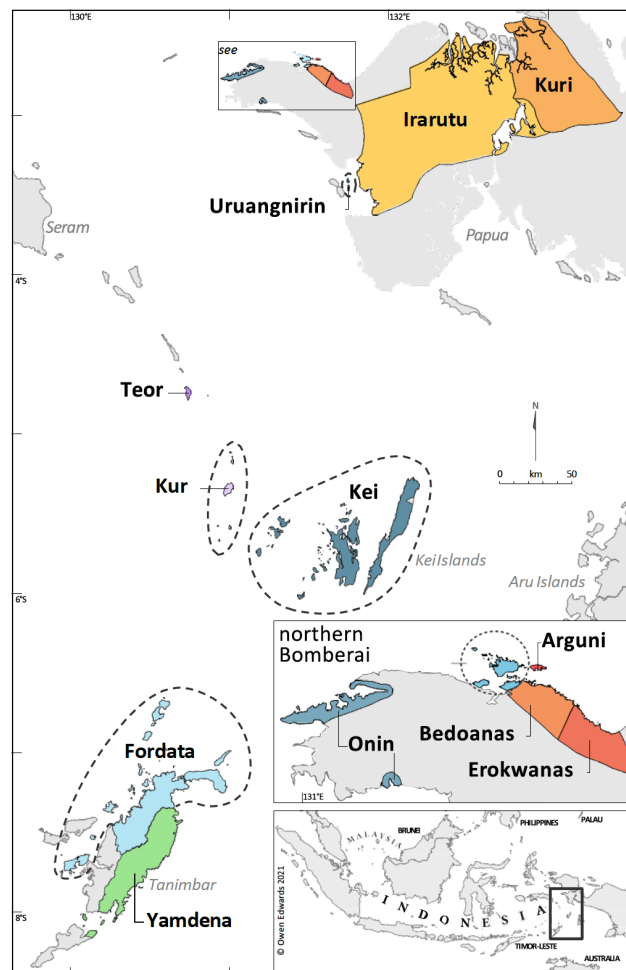 130°E
132°E
see
Kuri
Irarutu
Uruangnirin
Seram
Papua
4°S
Teor
N
km
0
50
Kur
Kei
Kei Islands
Aru Islands
6°S
northern
Bomberai
Arguni
Fordata
Bedoanas
Onin
Erokwanas
131°E
PHILIPPINES
PALAU
BRUNEI
MALAYSIA
Tanimbar
INDONESIA
8°S
Yamdena
TIMOR-LESTE
AUSTRALIA
© Owen Edwards 2021